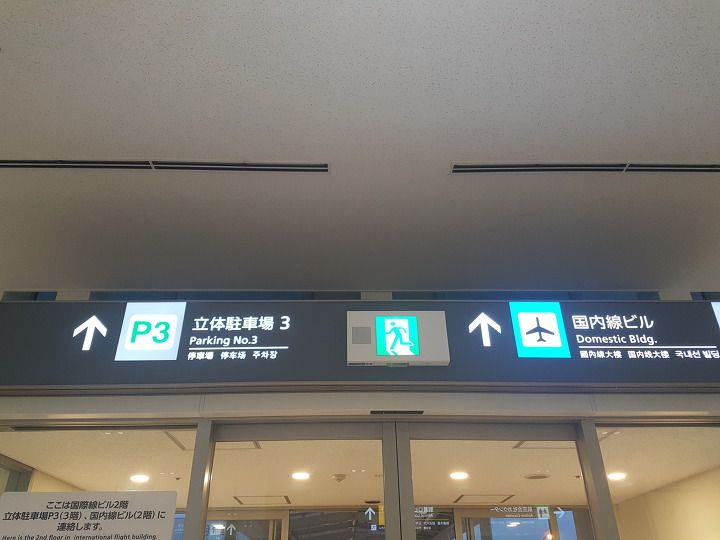 P3
立体駐車場 3
Parking No.3
停車場 停车场 주차장
国内線ビル
Domestic Bldg.
國內線大樓 国内线大楼 국내선 빌딩
ここは国際線ビル2階
立体駐車場P3(3階)、国内線ビル(2階)に
連絡します。
Here is the 2nd floor in international flight building.